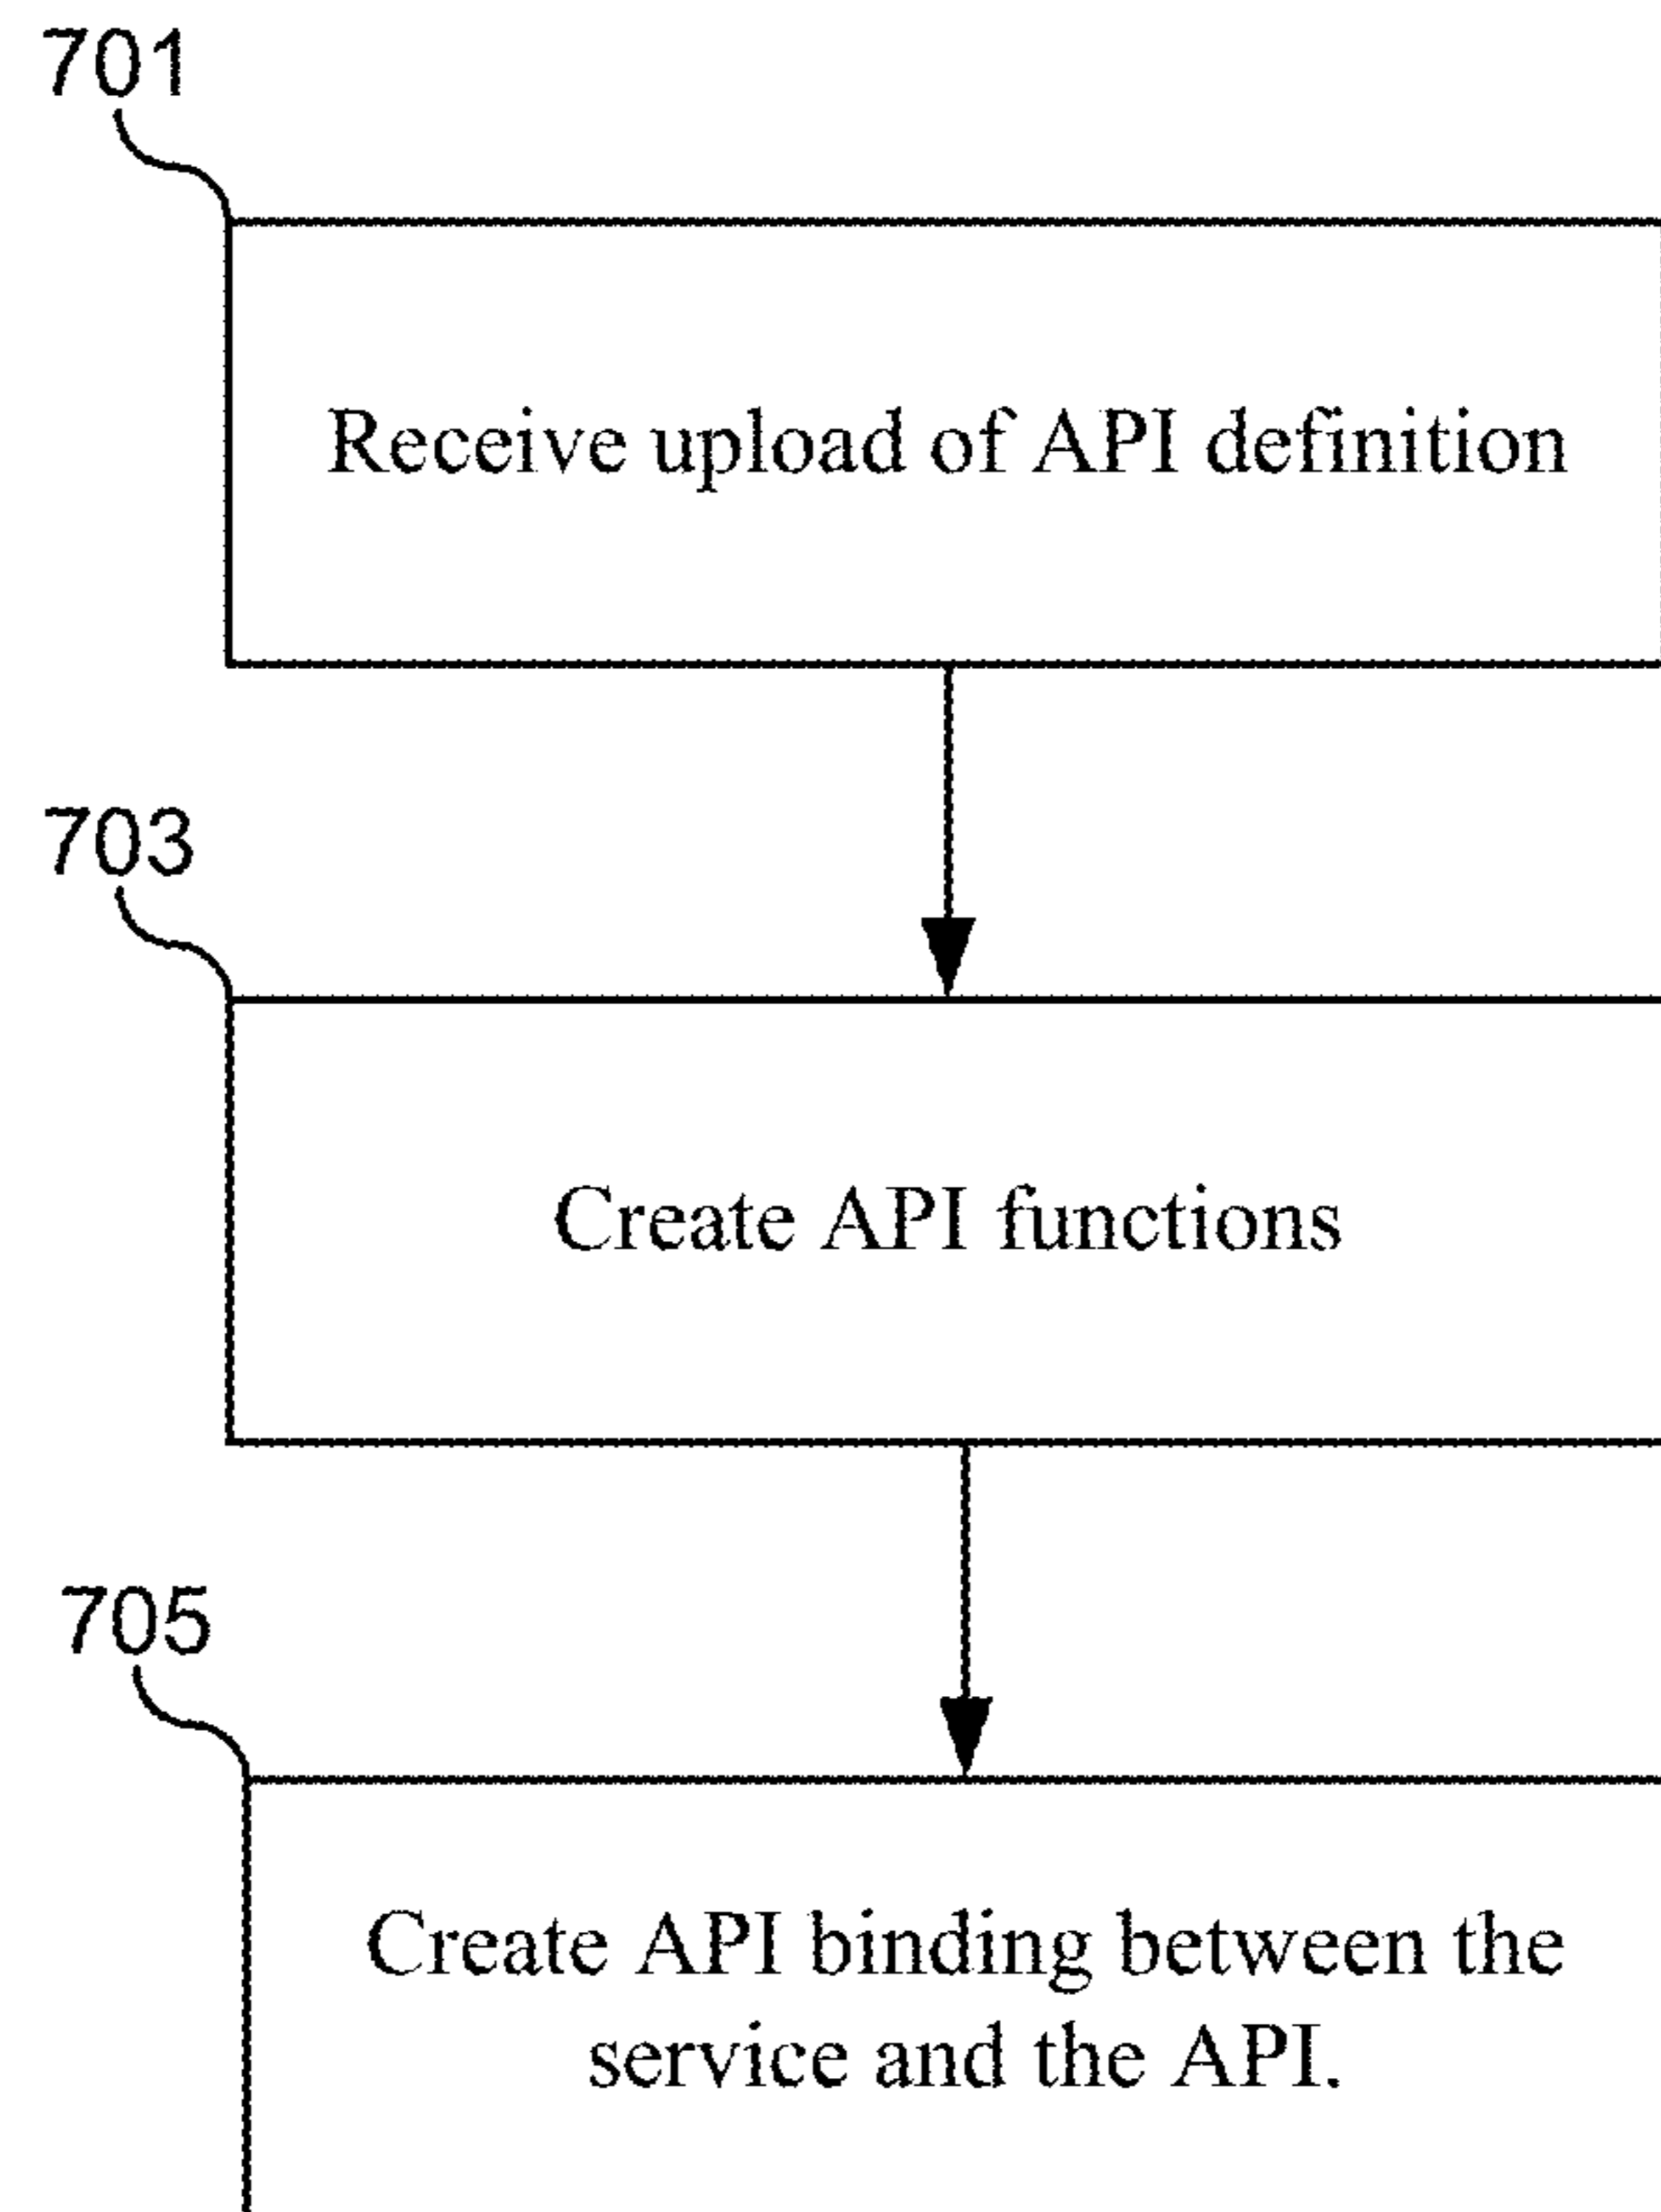 701
Receive upload of API definition
703
Create API functions
705
Create API binding between the
service and the API.